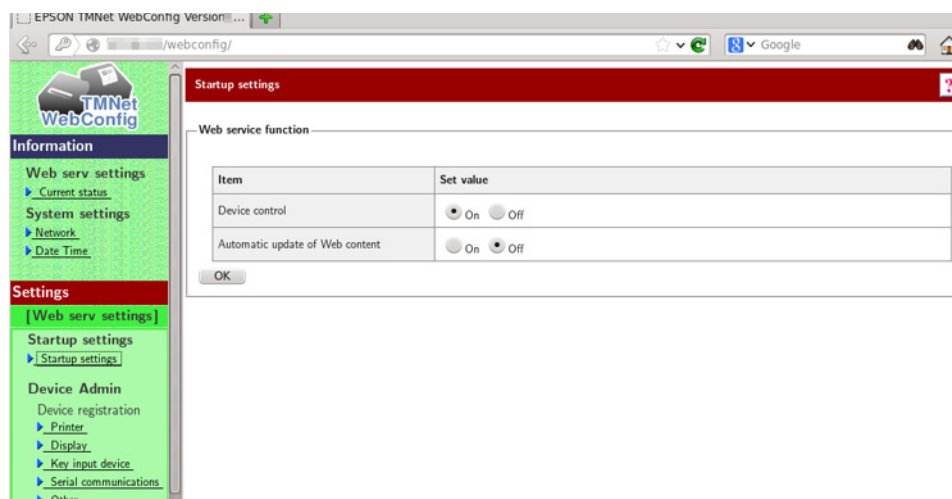 EPSON TMNet WebConfig Version ...
/webconfig/
Google
TMNet
WebConfig
Information
Web serv settings
Current status
System settings
Network
Date Time
Settings
[Web serv settings]
Startup settings
Startup settings
Device Admin
Device registration
Printer
Display
Key input device
Serial communications
Other
Startup settings
?
Web service function
Item Set value
Device control On Off
Automatic update of Web content On Off
OK